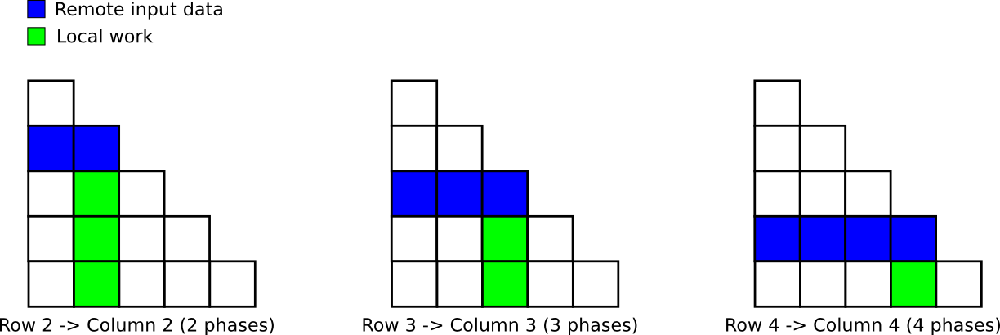 Remote input data
Local work
Row 2 -> Column 2 (2 phases)
Row 3 -> Column 3 (3 phases)
Row 4 -> Column 4 (4 phases)